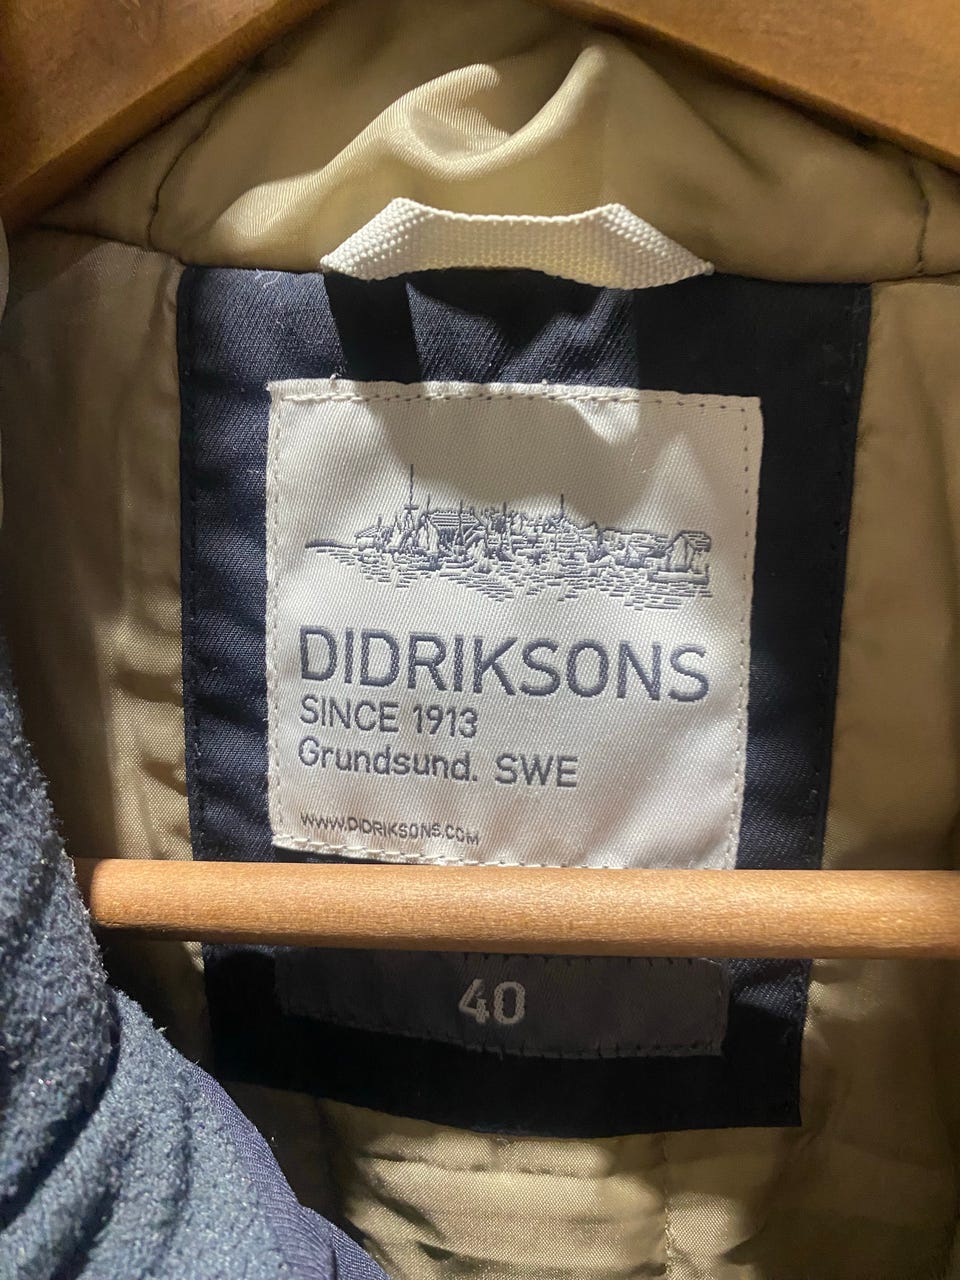 DIDRIKSONS
SINCE 1913
Grundsund. SWE
WWW.DIDRIKSONS.COM
40